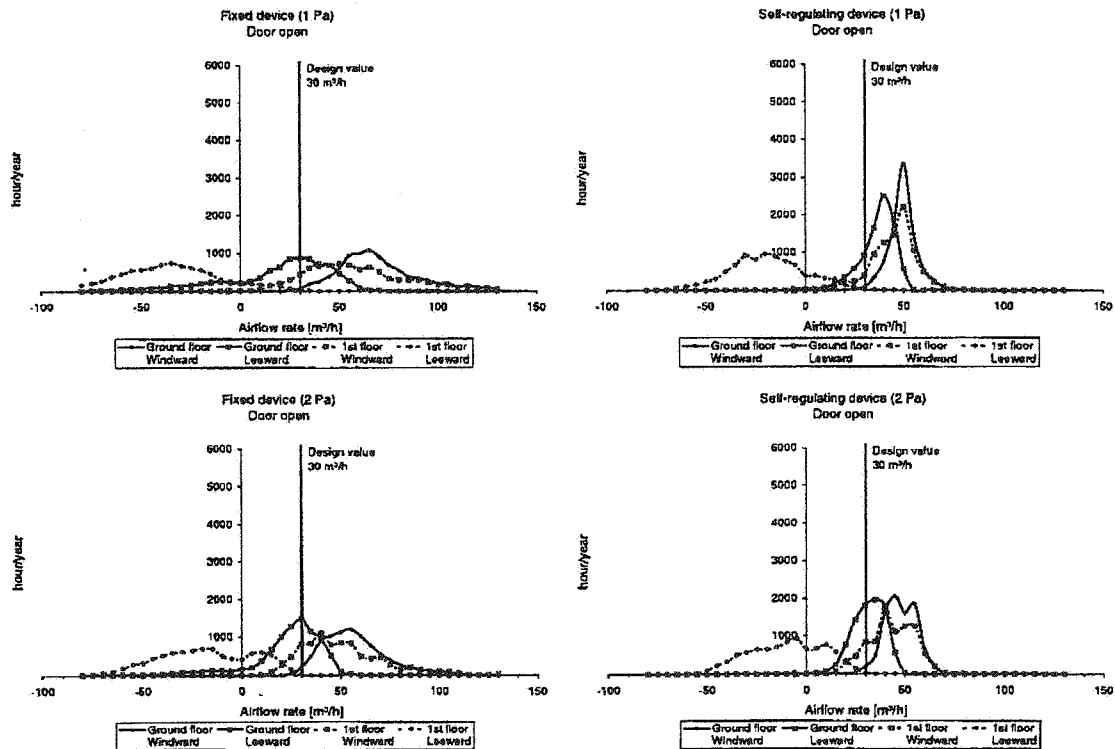 Fixed device (1 Pa)
Door open
6000
5000
4000
3000
2000
1000
0
Design value
30 m³/h
hour/year
-100
-50
0
50
100
150
Airflow rate [m³/h]
Ground floor Windward
Ground floor Leeward
1st floor Windward
1st floor Leeward
Self-regulating device (1 Pa)
Door open
6000
5000
4000
3000
2000
1000
0
Design value
30 m³/h
hour/year
-100
-50
0
50
100
150
Airflow rate [m³/h]
Ground floor Windward
Ground floor Leeward
1st floor Windward
1st floor Leeward
Fixed device (2 Pa)
Door open
6000
5000
4000
3000
2000
1000
0
Design value
30 m³/h
hour/year
-100
-50
0
50
100
150
Airflow rate [m³/h]
Ground floor Windward
Ground floor Leeward
1st floor Windward
1st floor Leeward
Self-regulating device (2 Pa)
Door open
6000
5000
4000
3000
2000
1000
0
Design value
30 m³/h
hour/year
-100
-50
0
50
100
150
Airflow rate [m³/h]
Ground floor Windward
Ground floor Leeward
1st floor Windward
1st floor Leeward